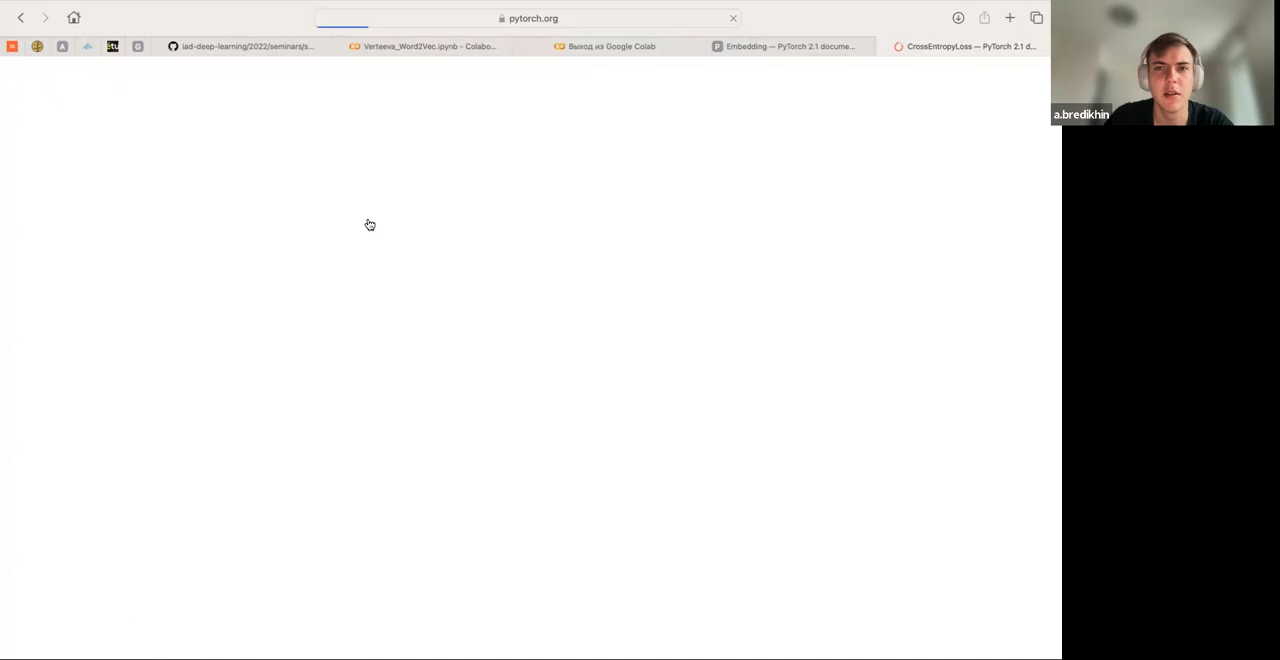 pytorch.org
A
étu
G
iad-deep-learning/2022/seminars/s...
Verteeva_Word2Vec.ipynb - Colabo...
Выход из Google Colab
P
Embedding — PyTorch 2.1 docume...
CrossEntropyLoss — PyTorch 2.1 d...
a.bredikhin